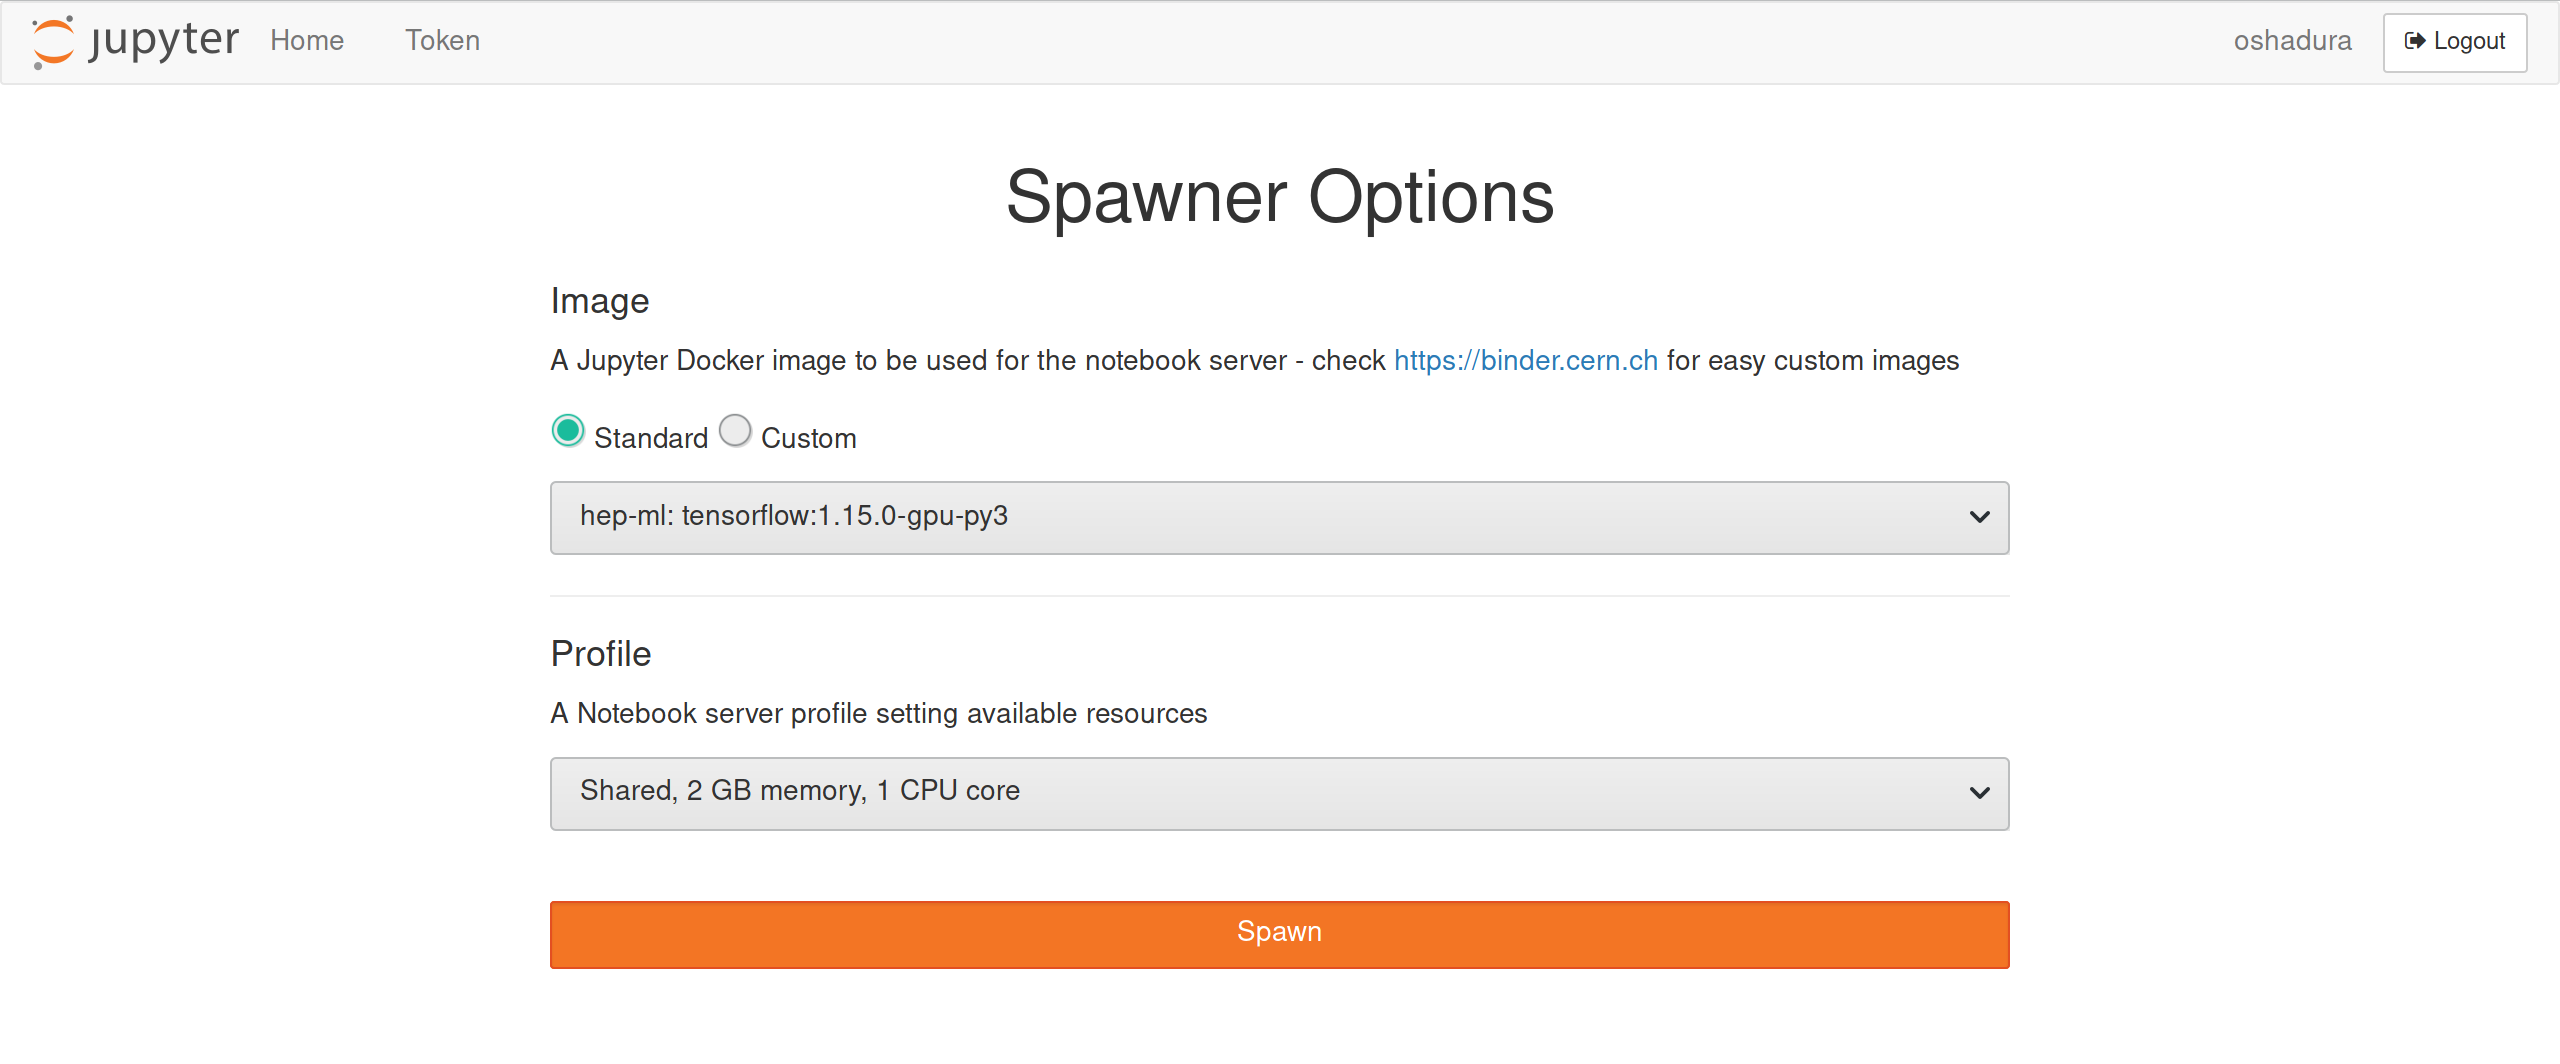 jupyter Home Token oshadura Logout
Spawner Options
Image
A Jupyter Docker image to be used for the notebook server - check https://binder.cern.ch for easy custom images
Standard Custom
hep-ml: tensorflow:1.15.0-gpu-py3
Profile
A Notebook server profile setting available resources
Shared, 2 GB memory, 1 CPU core
Spawn